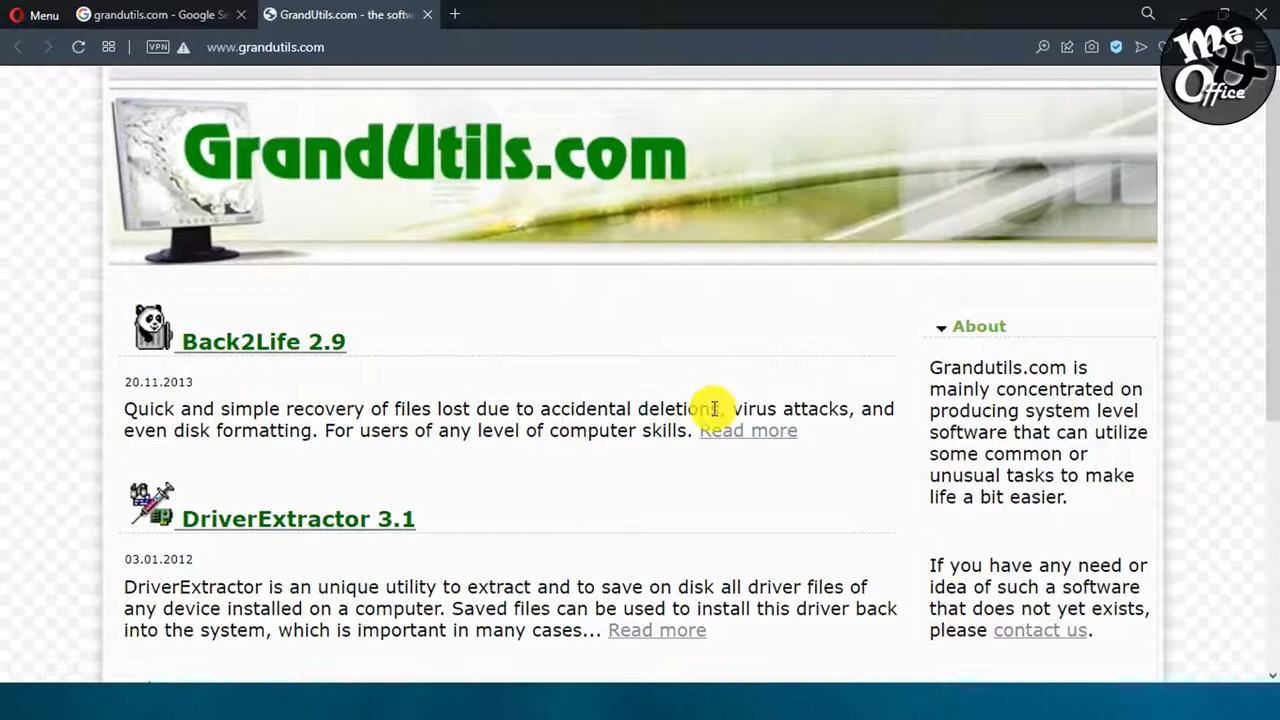 Menu
grandutils.com - Google Se
GrandUtils.com - the softw
VPN
www.grandutils.com
Me & Office
GrandUtils.com
Back2Life 2.9
About
20.11.2013
Grandutils.com is
mainly concentrated on
producing system level
software that can utilize
some common or
unusual tasks to make
life a bit easier.
Quick and simple recovery of files lost due to accidental deletions, virus attacks, and
even disk formatting. For users of any level of computer skills. Read more
DriverExtractor 3.1
03.01.2012
DriverExtractor is an unique utility to extract and to save on disk all driver files of
any device installed on a computer. Saved files can be used to install this driver back
into the system, which is important in many cases... Read more
If you have any need or
idea of such a software
that does not yet exists,
please contact us.